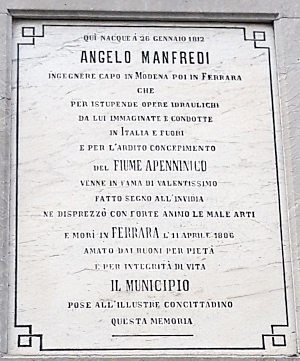 QUÌ NACQUE A 26 GENNAIO 1812
ANGELO MANFREDI
INGEGNERE CAPO IN MODENA POI IN FERRARA
CHE
PER ISTUPENDE OPERE IDRAULICHE
DA LUI IMMAGINATE E CONDOTTE
IN ITALIA E FUORI
E PER L'ARDITO CONCEPIMENTO
DEL FIUME APENNINICO
VENNE IN FAMA DI VALENTISSIMO
FATTO SEGNO ALL'INVIDIA
NE DISPREZZÒ CON FORTE ANIMO LE MALE ARTI
E MORÌ IN FERRARA L'11 APRILE 1886
AMATO DAI BUONI PER PIETÀ
E PER INTEGRITÀ DI VITA
IL MUNICIPIO
POSE ALL'ILLUSTRE CONCITTADINO
QUESTA MEMORIA